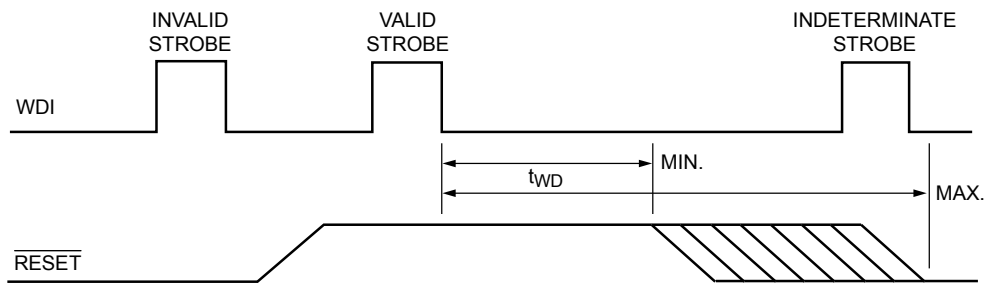 INVALID
STROBE
VALID
STROBE
INDETERMINATE
STROBE
WDI
MIN.
tWD
MAX.
RESET